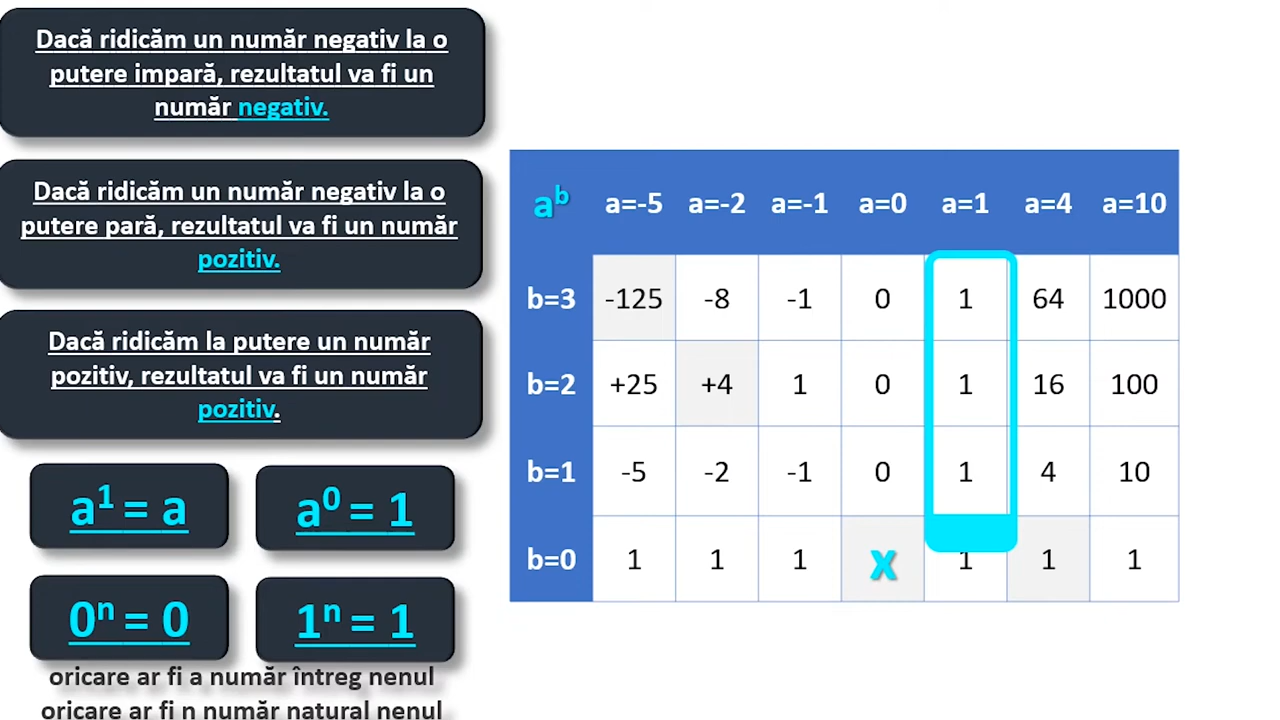 Dacă ridicăm un număr negativ la o
putere impară, rezultatul va fi un
număr negativ.
Dacă ridicăm un număr negativ la o
putere pară, rezultatul va fi un număr
pozitiv.
Dacă ridicăm la putere un număr
pozitiv, rezultatul va fi un număr
pozitiv.
a¹ = a
a⁰ = 1
0ⁿ = 0
1ⁿ = 1
oricare ar fi a număr întreg nenul
oricare ar fi n număr natural nenul
aᵇ a=-5 a=-2 a=-1 a=0 a=1 a=4 a=10
b=3 -125 -8 -1 0 1 64 1000
b=2 +25 +4 1 0 1 16 100
b=1 -5 -2 -1 0 1 4 10
b=0 1 1 1 x 1 1 1